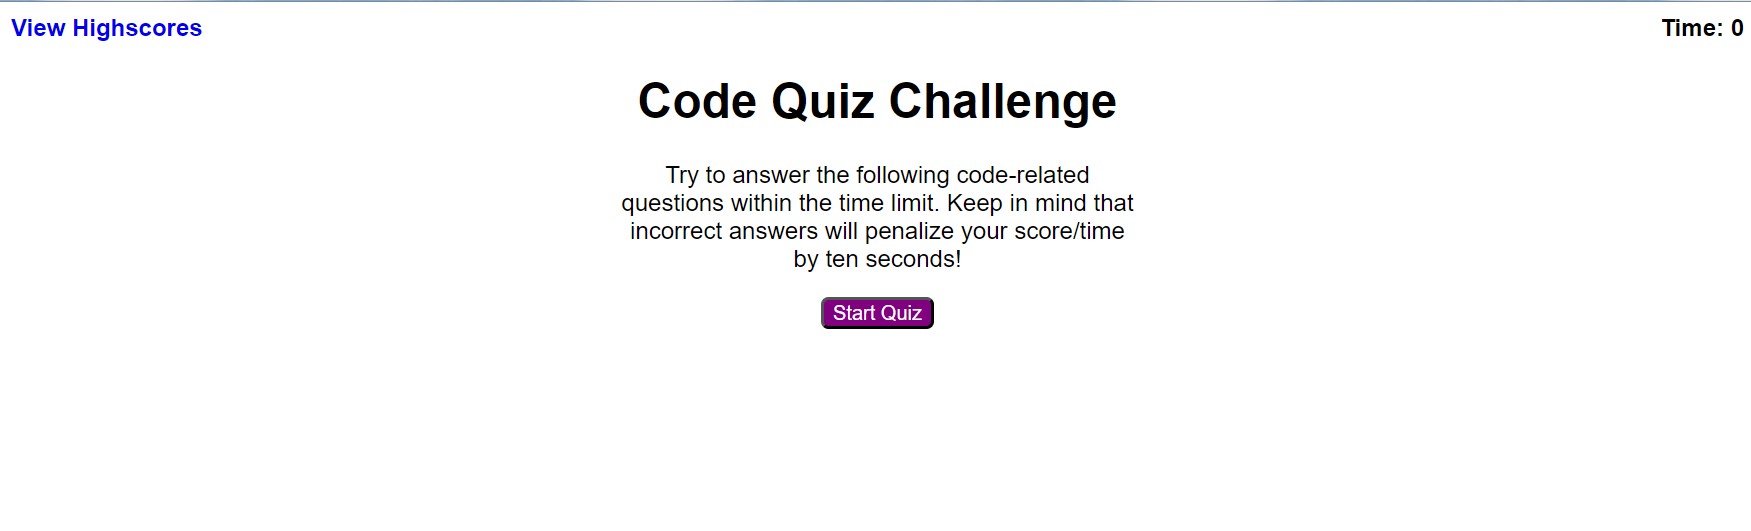 View Highscores
Time: 0
Code Quiz Challenge
Try to answer the following code-related
questions within the time limit. Keep in mind that
incorrect answers will penalize your score/time
by ten seconds!
Start Quiz